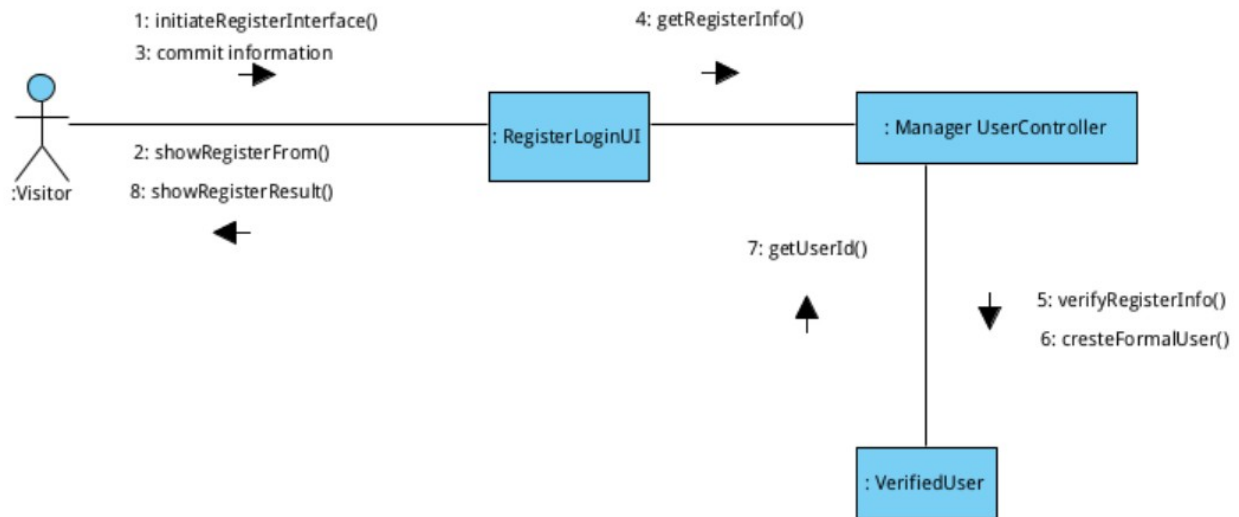 1: initiateRegisterInterface()
3: commit information
4: getRegisterInfo()
: RegisterLoginUI
: Manager UserController
2: showRegisterFrom()
8: showRegisterResult()
:Visitor
7: getUserId()
5: verifyRegisterInfo()
6: cresteFormalUser()
: VerifiedUser